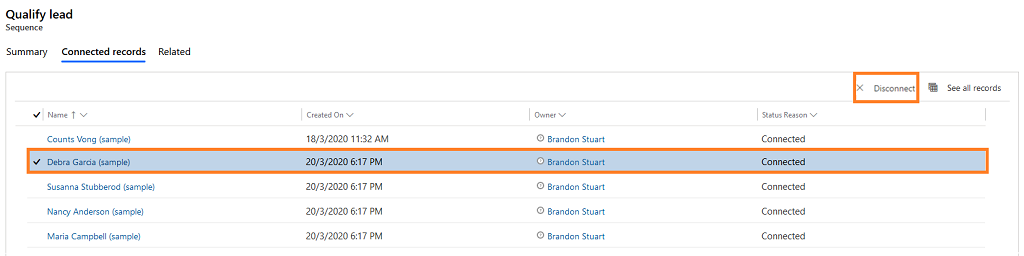 Qualify lead
Sequence
Summary Connected records Related
Disconnect See all records
Name Created On Owner Status Reason
Counts Vong (sample) 18/3/2020 11:32 AM Brandon Stuart Connected
Debra Garcia (sample) 20/3/2020 6:17 PM Brandon Stuart Connected
Susanna Stubberod (sample) 20/3/2020 6:17 PM Brandon Stuart Connected
Nancy Anderson (sample) 20/3/2020 6:17 PM Brandon Stuart Connected
Maria Campbell (sample) 20/3/2020 6:17 PM Brandon Stuart Connected